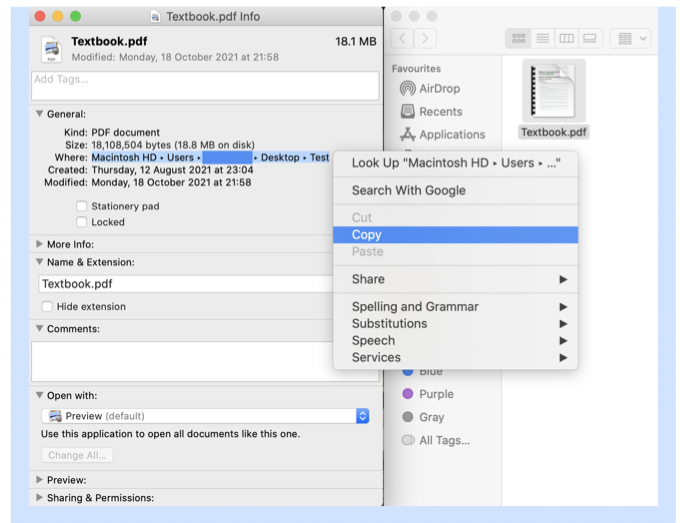 Textbook.pdf Info
Textbook.pdf 18.1 MB
Modified: Monday, 18 October 2021 at 21:58
PDF
Add Tags...
General:
Kind: PDF document
Size: 18,108,504 bytes (18.8 MB on disk)
Where: Macintosh HD ▸ Users ▸ ▸ Desktop ▸ Test
Created: Thursday, 12 August 2021 at 23:04
Modified: Monday, 18 October 2021 at 21:58
Stationery pad
Locked
More Info:
Name & Extension:
Textbook.pdf
Hide extension
Comments:
Open with:
Preview (default)
Use this application to open all documents like this one.
Change All...
Preview:
Sharing & Permissions:
Favourites
AirDrop
Recents
Applications
Textbook.pdf
Look Up "Macintosh HD ▸ Users ▸ ..."
Search With Google
Cut
Copy
Paste
Share
Spelling and Grammar
Substitutions
Speech
Services
Blue
Purple
Gray
All Tags...